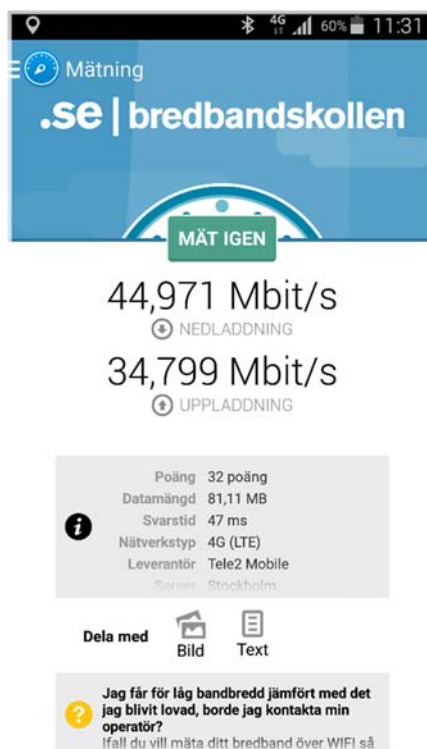 4G 60% 11:31
Mätning
.se | bredbandskollen
MÄT IGEN
44,971 Mbit/s
NEDLADDNING
34,799 Mbit/s
UPPLADDNING
Poäng 32 poäng
Datamängd 81,11 MB
Svarstid 47 ms
Nätverkstyp 4G (LTE)
Leverantör Tele2 Mobile
Server Stockholm
Dela med
Bild Text
Jag får för låg bandbredd jämfört med det
jag blivit lovad, borde jag kontakta min
operatör?
Ifall du vill mäta ditt bredband över WIFI så